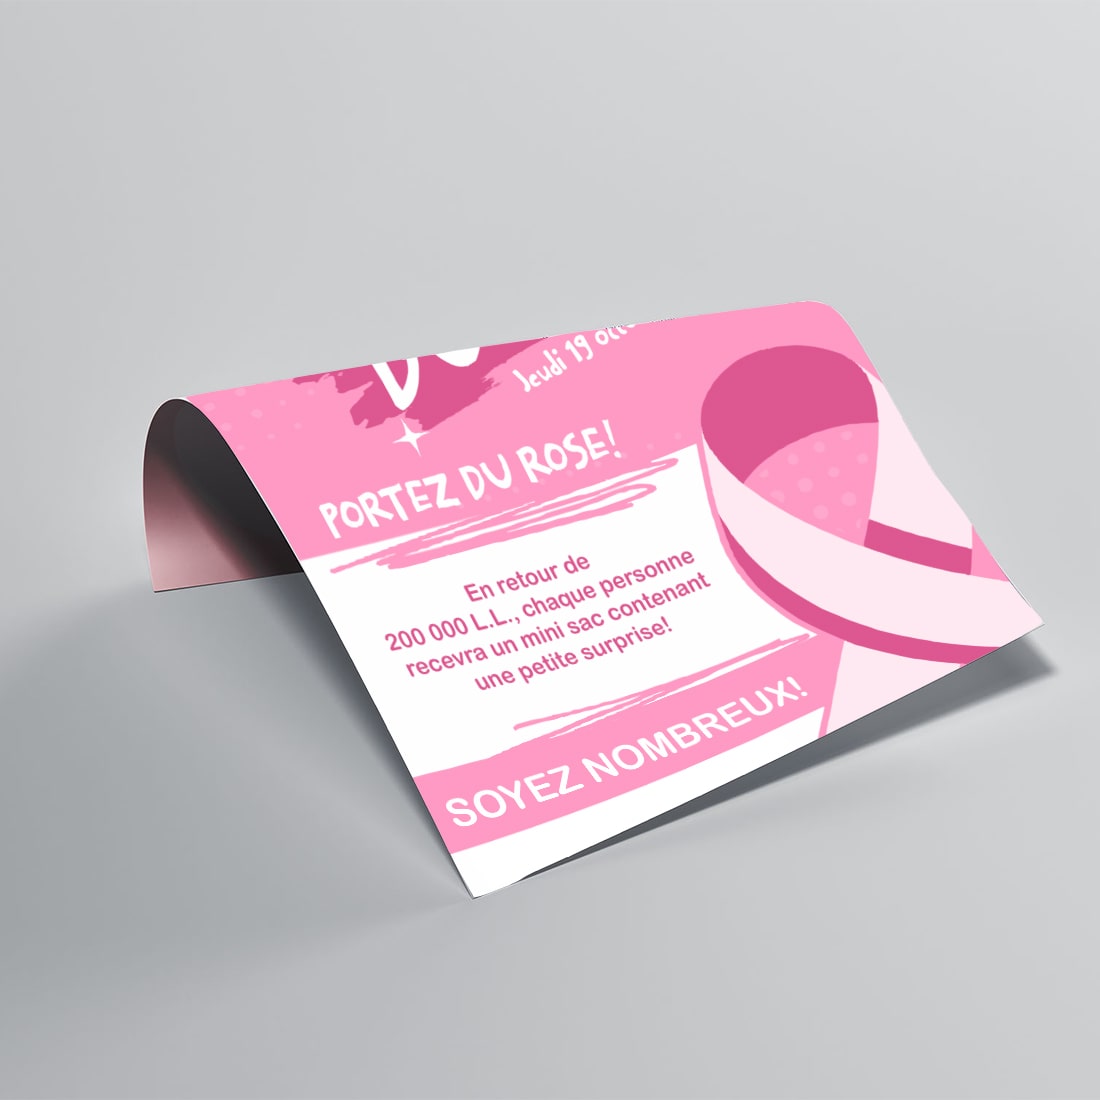 Jeudi 19
PORTEZ DU ROSE!
En retour de
200 000 L.L., chaque personne
recevra un mini sac contenant
une petite surprise!
SOYEZ NOMBREUX!